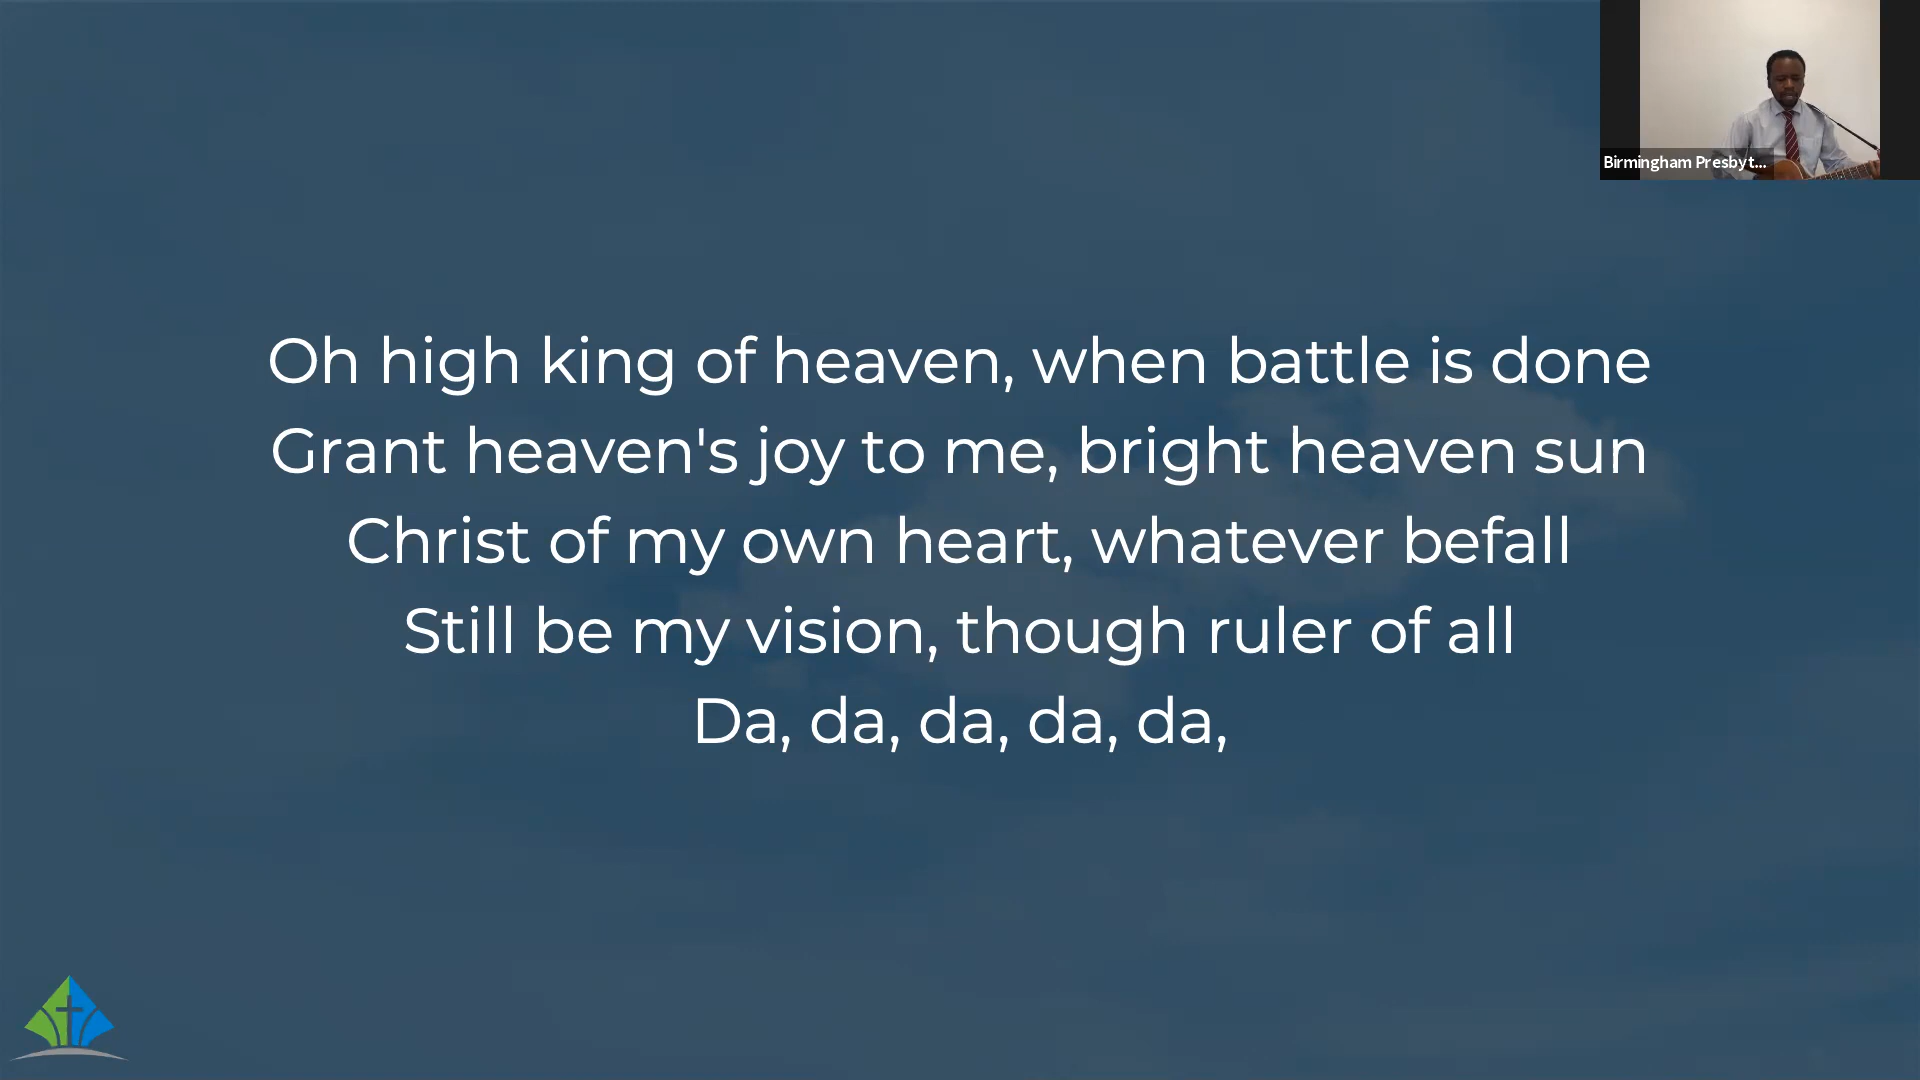 Birmingham Presbyt...
Oh high king of heaven, when battle is done
Grant heaven's joy to me, bright heaven sun
Christ of my own heart, whatever befall
Still be my vision, though ruler of all
Da, da, da, da, da,